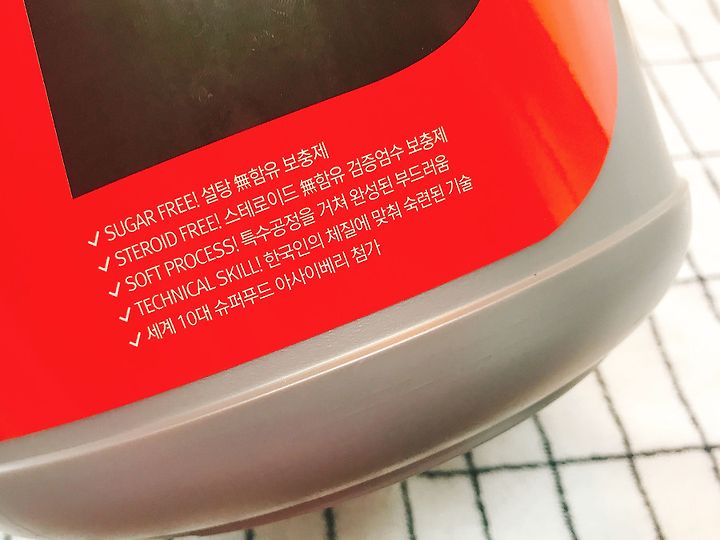 ✓ SUGAR FREE! 설탕 無함유 보충제
✓ STEROID FREE! 스테로이드 無함유 검증엄수 보충제
✓ SOFT PROCESS! 특수공정을 거쳐 완성된 부드러움
✓ TECHNICAL SKILL! 한국인의 체질에 맞춰 숙련된 기술
✓ 세계 10대 슈퍼푸드 아사이베리 첨가